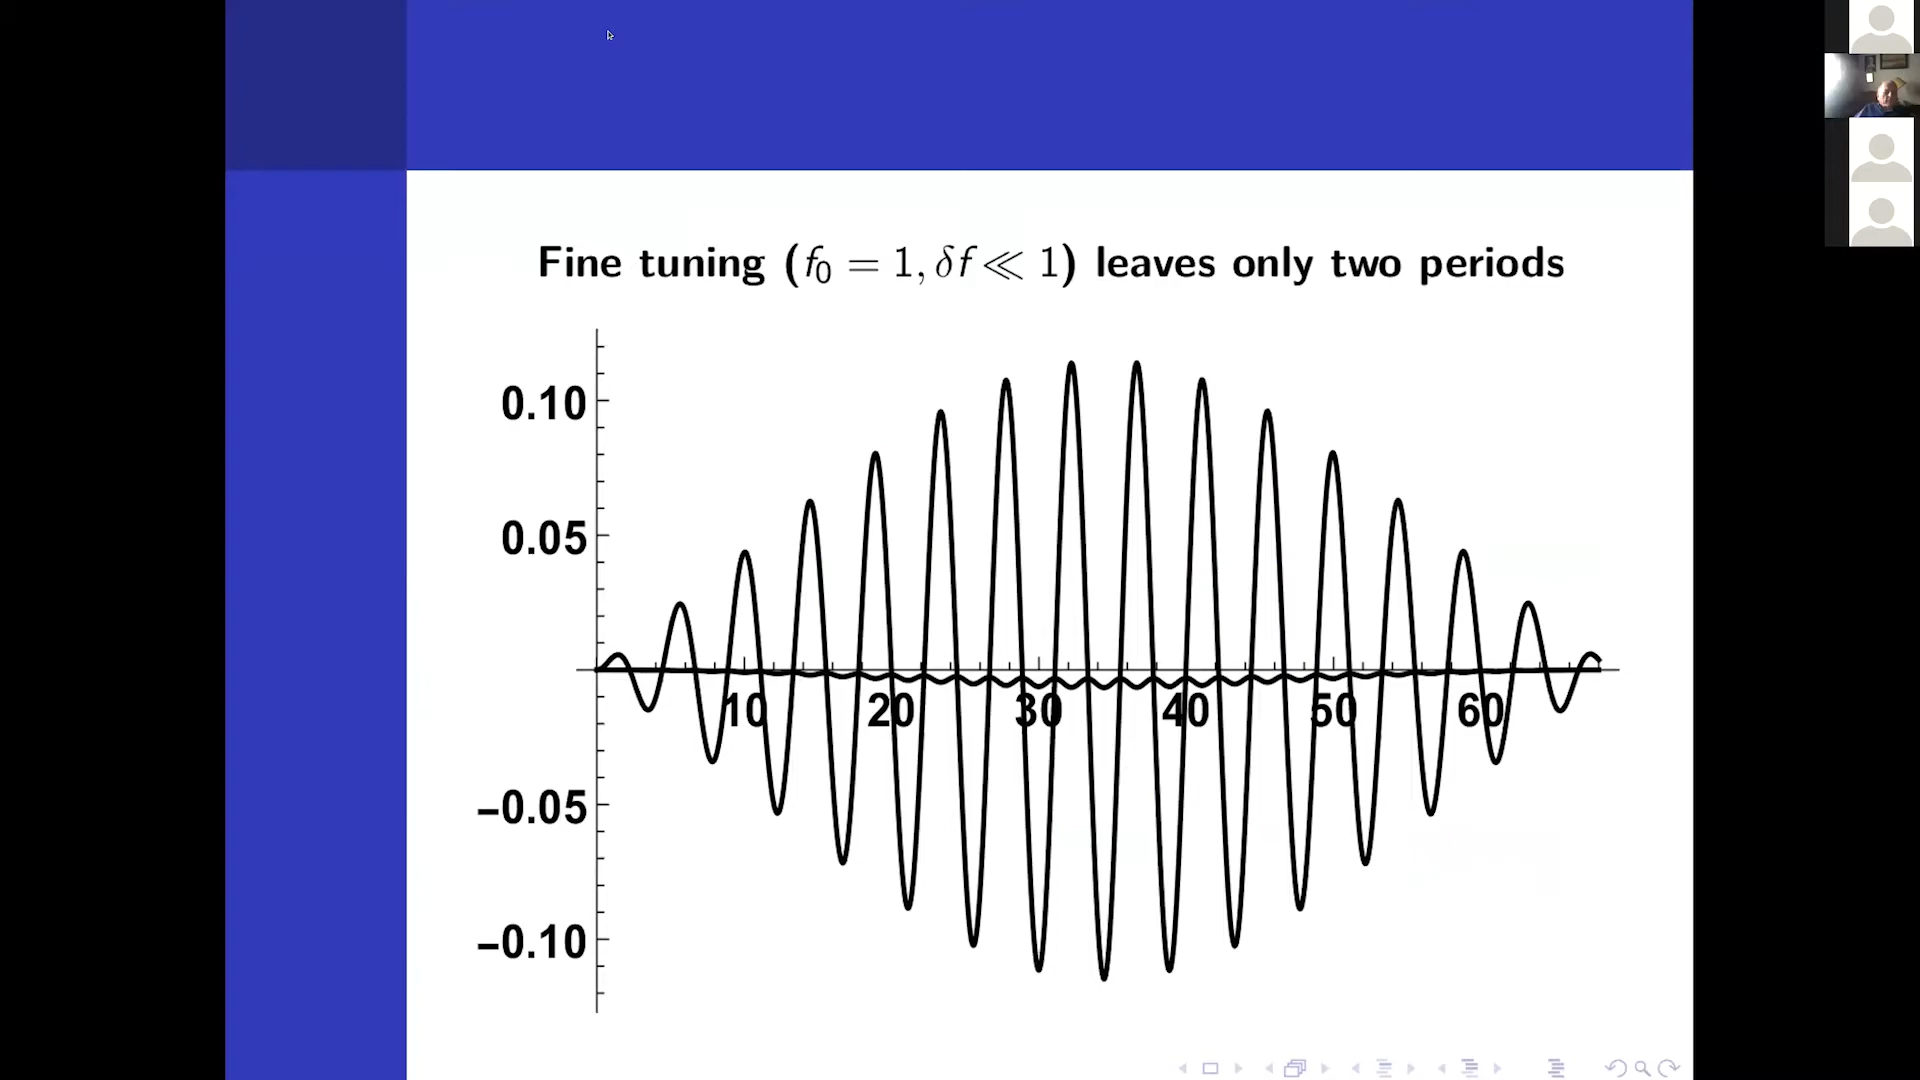 Fine tuning (f₀ = 1, δf ≪ 1) leaves only two periods
0.10
0.05
10 20 30 40 50 60
−0.05
−0.10